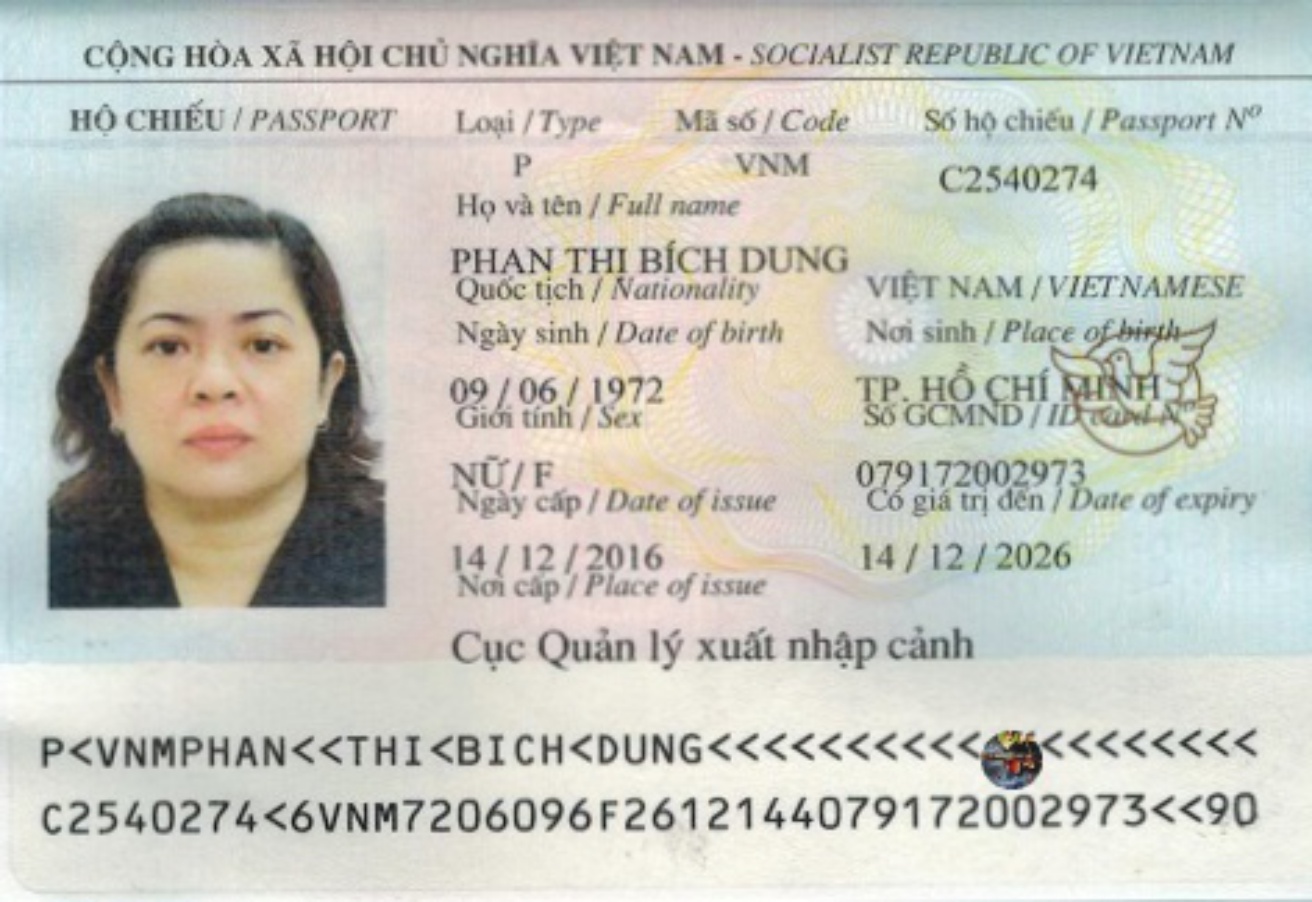 CỘNG HÒA XÃ HỘI CHỦ NGHĨA VIỆT NAM - SOCIALIST REPUBLIC OF VIETNAM
HỘ CHIẾU / PASSPORT Loại / Type Mã số / Code Số hộ chiếu / Passport Nº
P VNM C2540274
Họ và tên / Full name
PHAN THI BÍCH DUNG
Quốc tịch / Nationality VIỆT NAM / VIETNAMESE
Ngày sinh / Date of birth Nơi sinh / Place of birth
09 / 06 / 1972 TP. HỒ CHÍ MINH
Giới tính / Sex Số GCMND / ID card Nº
NỮ / F 079172002973
Ngày cấp / Date of issue Có giá trị đến / Date of expiry
14 / 12 / 2016 14 / 12 / 2026
Nơi cấp / Place of issue
Cục Quản lý xuất nhập cảnh
P<VNMPHAN<<THI<BICH<DUNG<<<<<<<<<<<<<<<<<<<<
C2540274<6VNM7206096F2612144079172002973<<90